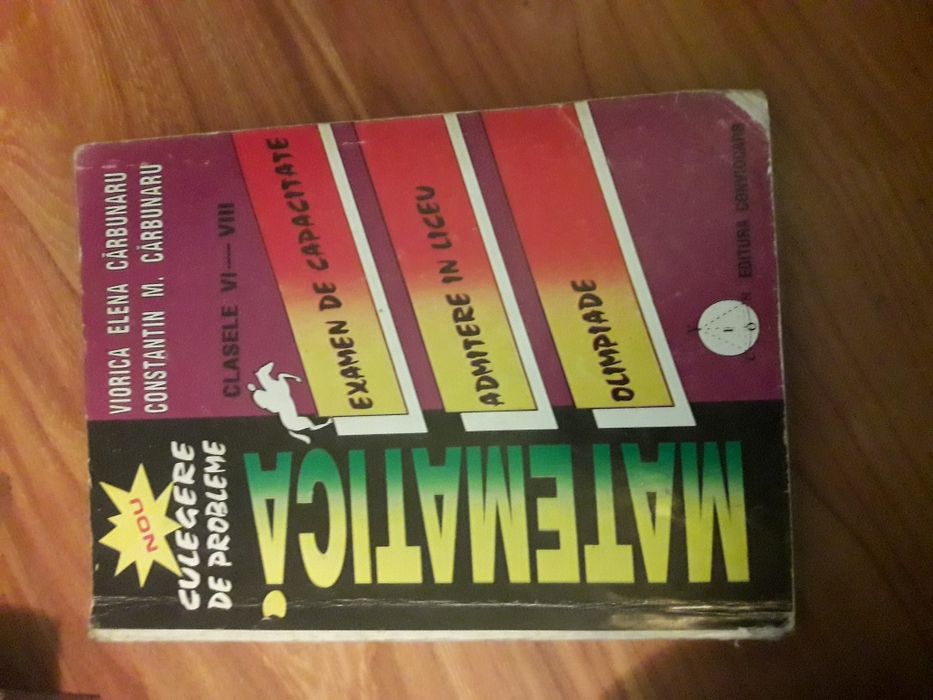 VIORICA ELENA CĂRBUNARU
CONSTANTIN M. CĂRBUNARU
NOU
CULEGERE
DE PROBLEME
CLASELE VI — VIII
MATEMATICĂ
EXAMEN DE CAPACITATE
ADMITERE IN LICEU
OLIMPIADE
EDITURA